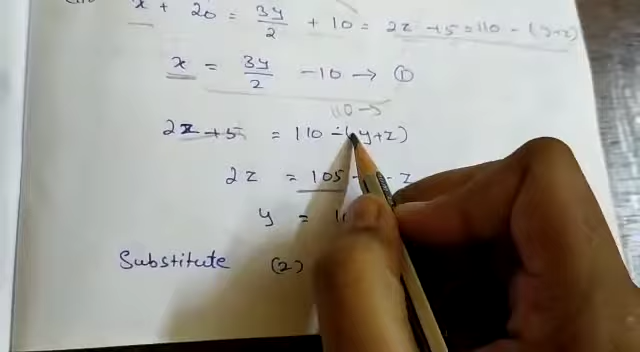 x + 20 = 3y/2 + 10 = 2z + 5 = 110 - (y+z)
x = 3y/2 - 10 → ①
110 →
2z + 5 = 110 - (y+z)
2z = 105 - z
y = 1
Substitute (2)